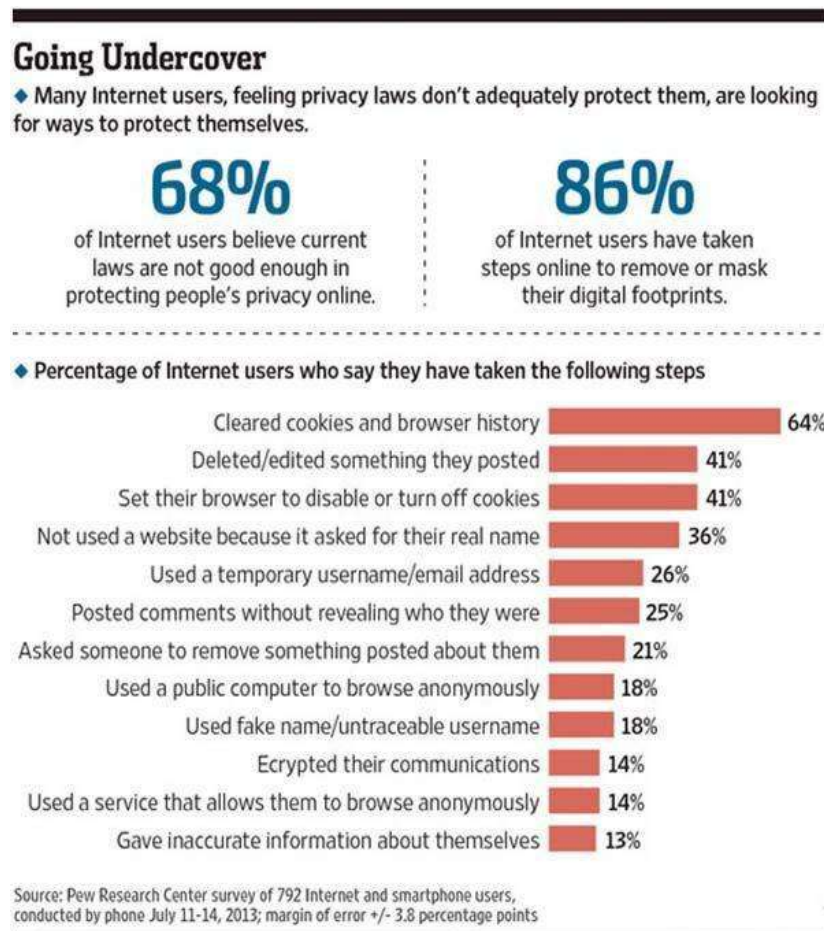 Going Undercover
◆ Many Internet users, feeling privacy laws don't adequately protect them, are looking
for ways to protect themselves.
68%
of Internet users believe current
laws are not good enough in
protecting people's privacy online.
86%
of Internet users have taken
steps online to remove or mask
their digital footprints.
◆ Percentage of Internet users who say they have taken the following steps
Cleared cookies and browser history 64%
Deleted/edited something they posted 41%
Set their browser to disable or turn off cookies 41%
Not used a website because it asked for their real name 36%
Used a temporary username/email address 26%
Posted comments without revealing who they were 25%
Asked someone to remove something posted about them 21%
Used a public computer to browse anonymously 18%
Used fake name/untraceable username 18%
Ecrypted their communications 14%
Used a service that allows them to browse anonymously 14%
Gave inaccurate information about themselves 13%
Source: Pew Research Center survey of 792 Internet and smartphone users,
conducted by phone July 11-14, 2013; margin of error +/- 3.8 percentage points